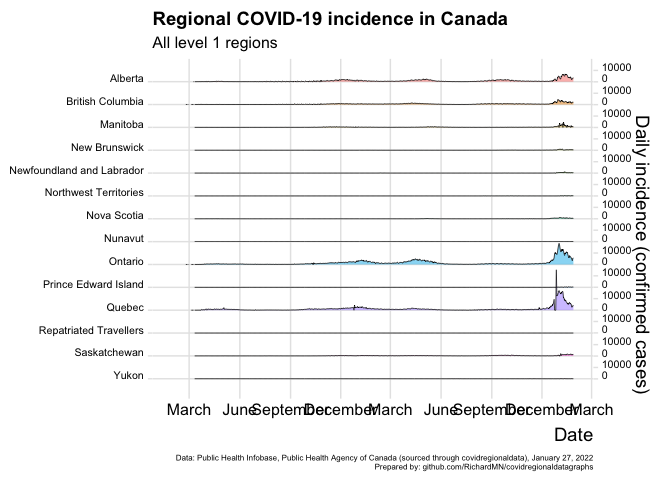 Regional COVID-19 incidence in Canada
All level 1 regions
Alberta
10000
0
British Columbia
10000
0
Manitoba
10000
0
New Brunswick
10000
0
Newfoundland and Labrador
10000
0
Northwest Territories
10000
0
Nova Scotia
10000
0
Nunavut
10000
0
Ontario
10000
0
Prince Edward Island
10000
0
Quebec
10000
0
Repatriated Travellers
10000
0
Saskatchewan
10000
0
Yukon
10000
0
Daily incidence (confirmed cases)
March June September December March June September December March
Date
Data: Public Health Infobase, Public Health Agency of Canada (sourced through covidregionaldata), January 27, 2022
Prepared by: github.com/RichardMN/covidregionaldatagraphs